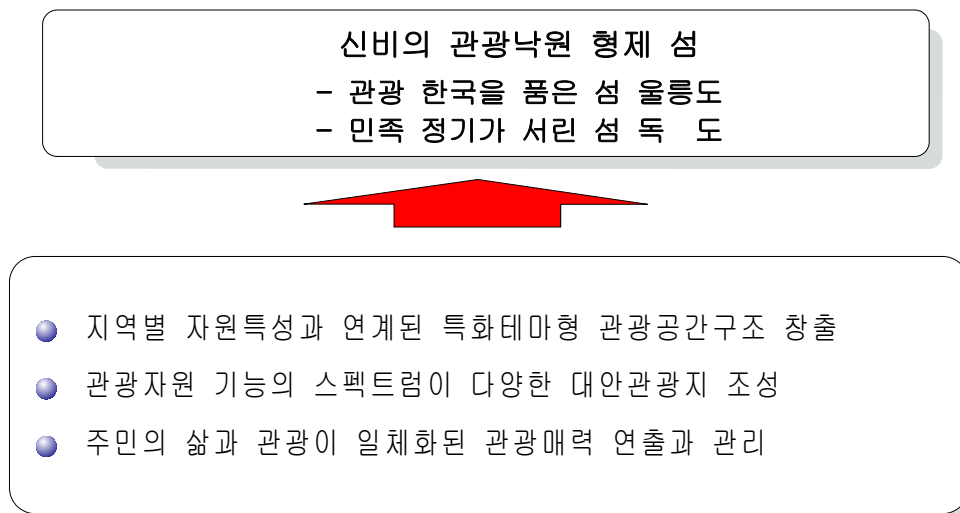 신비의 관광낙원 형제 섬
- 관광 한국을 품은 섬 울릉도
- 민족 정기가 서린 섬 독 도
지역별 자원특성과 연계된 특화테마형 관광공간구조 창출
관광자원 기능의 스펙트럼이 다양한 대안관광지 조성
주민의 삶과 관광이 일체화된 관광매력 연출과 관리